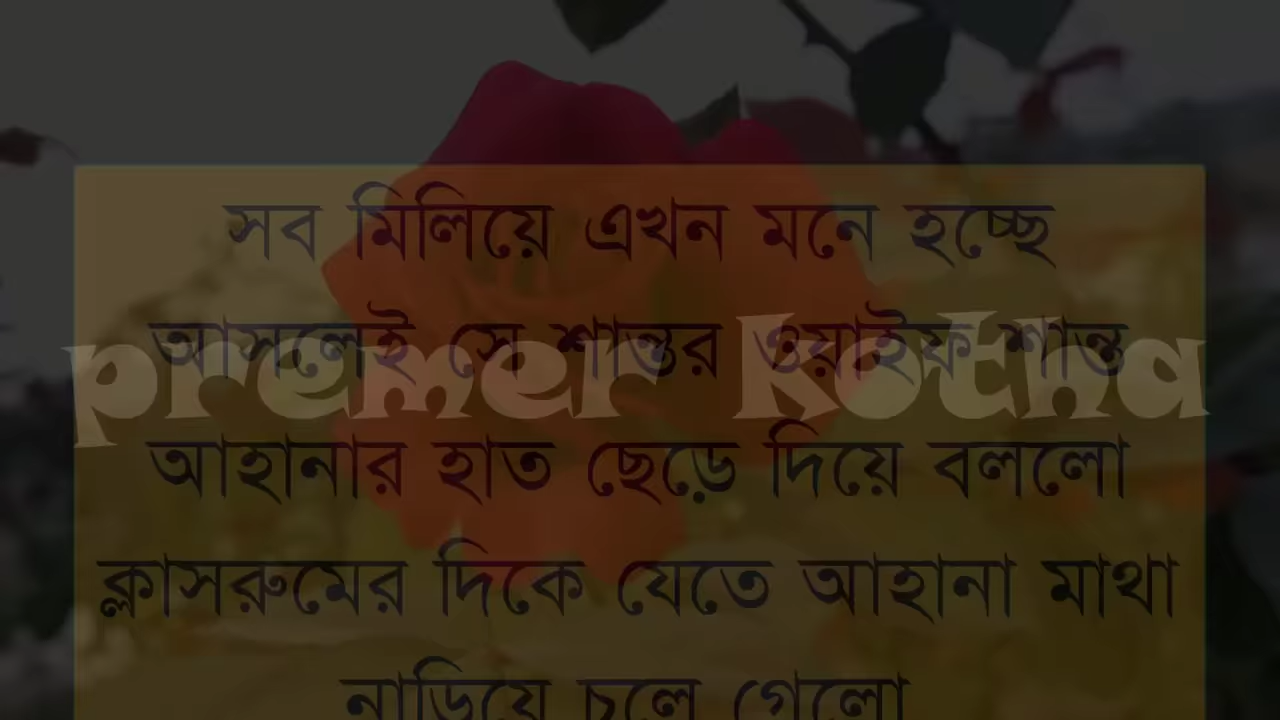 সব মিলিয়ে এখন মনে হচ্ছে
আসলেই সে শান্তর ওয়াইফ শান্ত
premer kotha
আহানার হাত ছেড়ে দিয়ে বললো
ক্লাসরুমের দিকে যেতে আহানা মাথা
নাড়িয়ে চলে গেলো